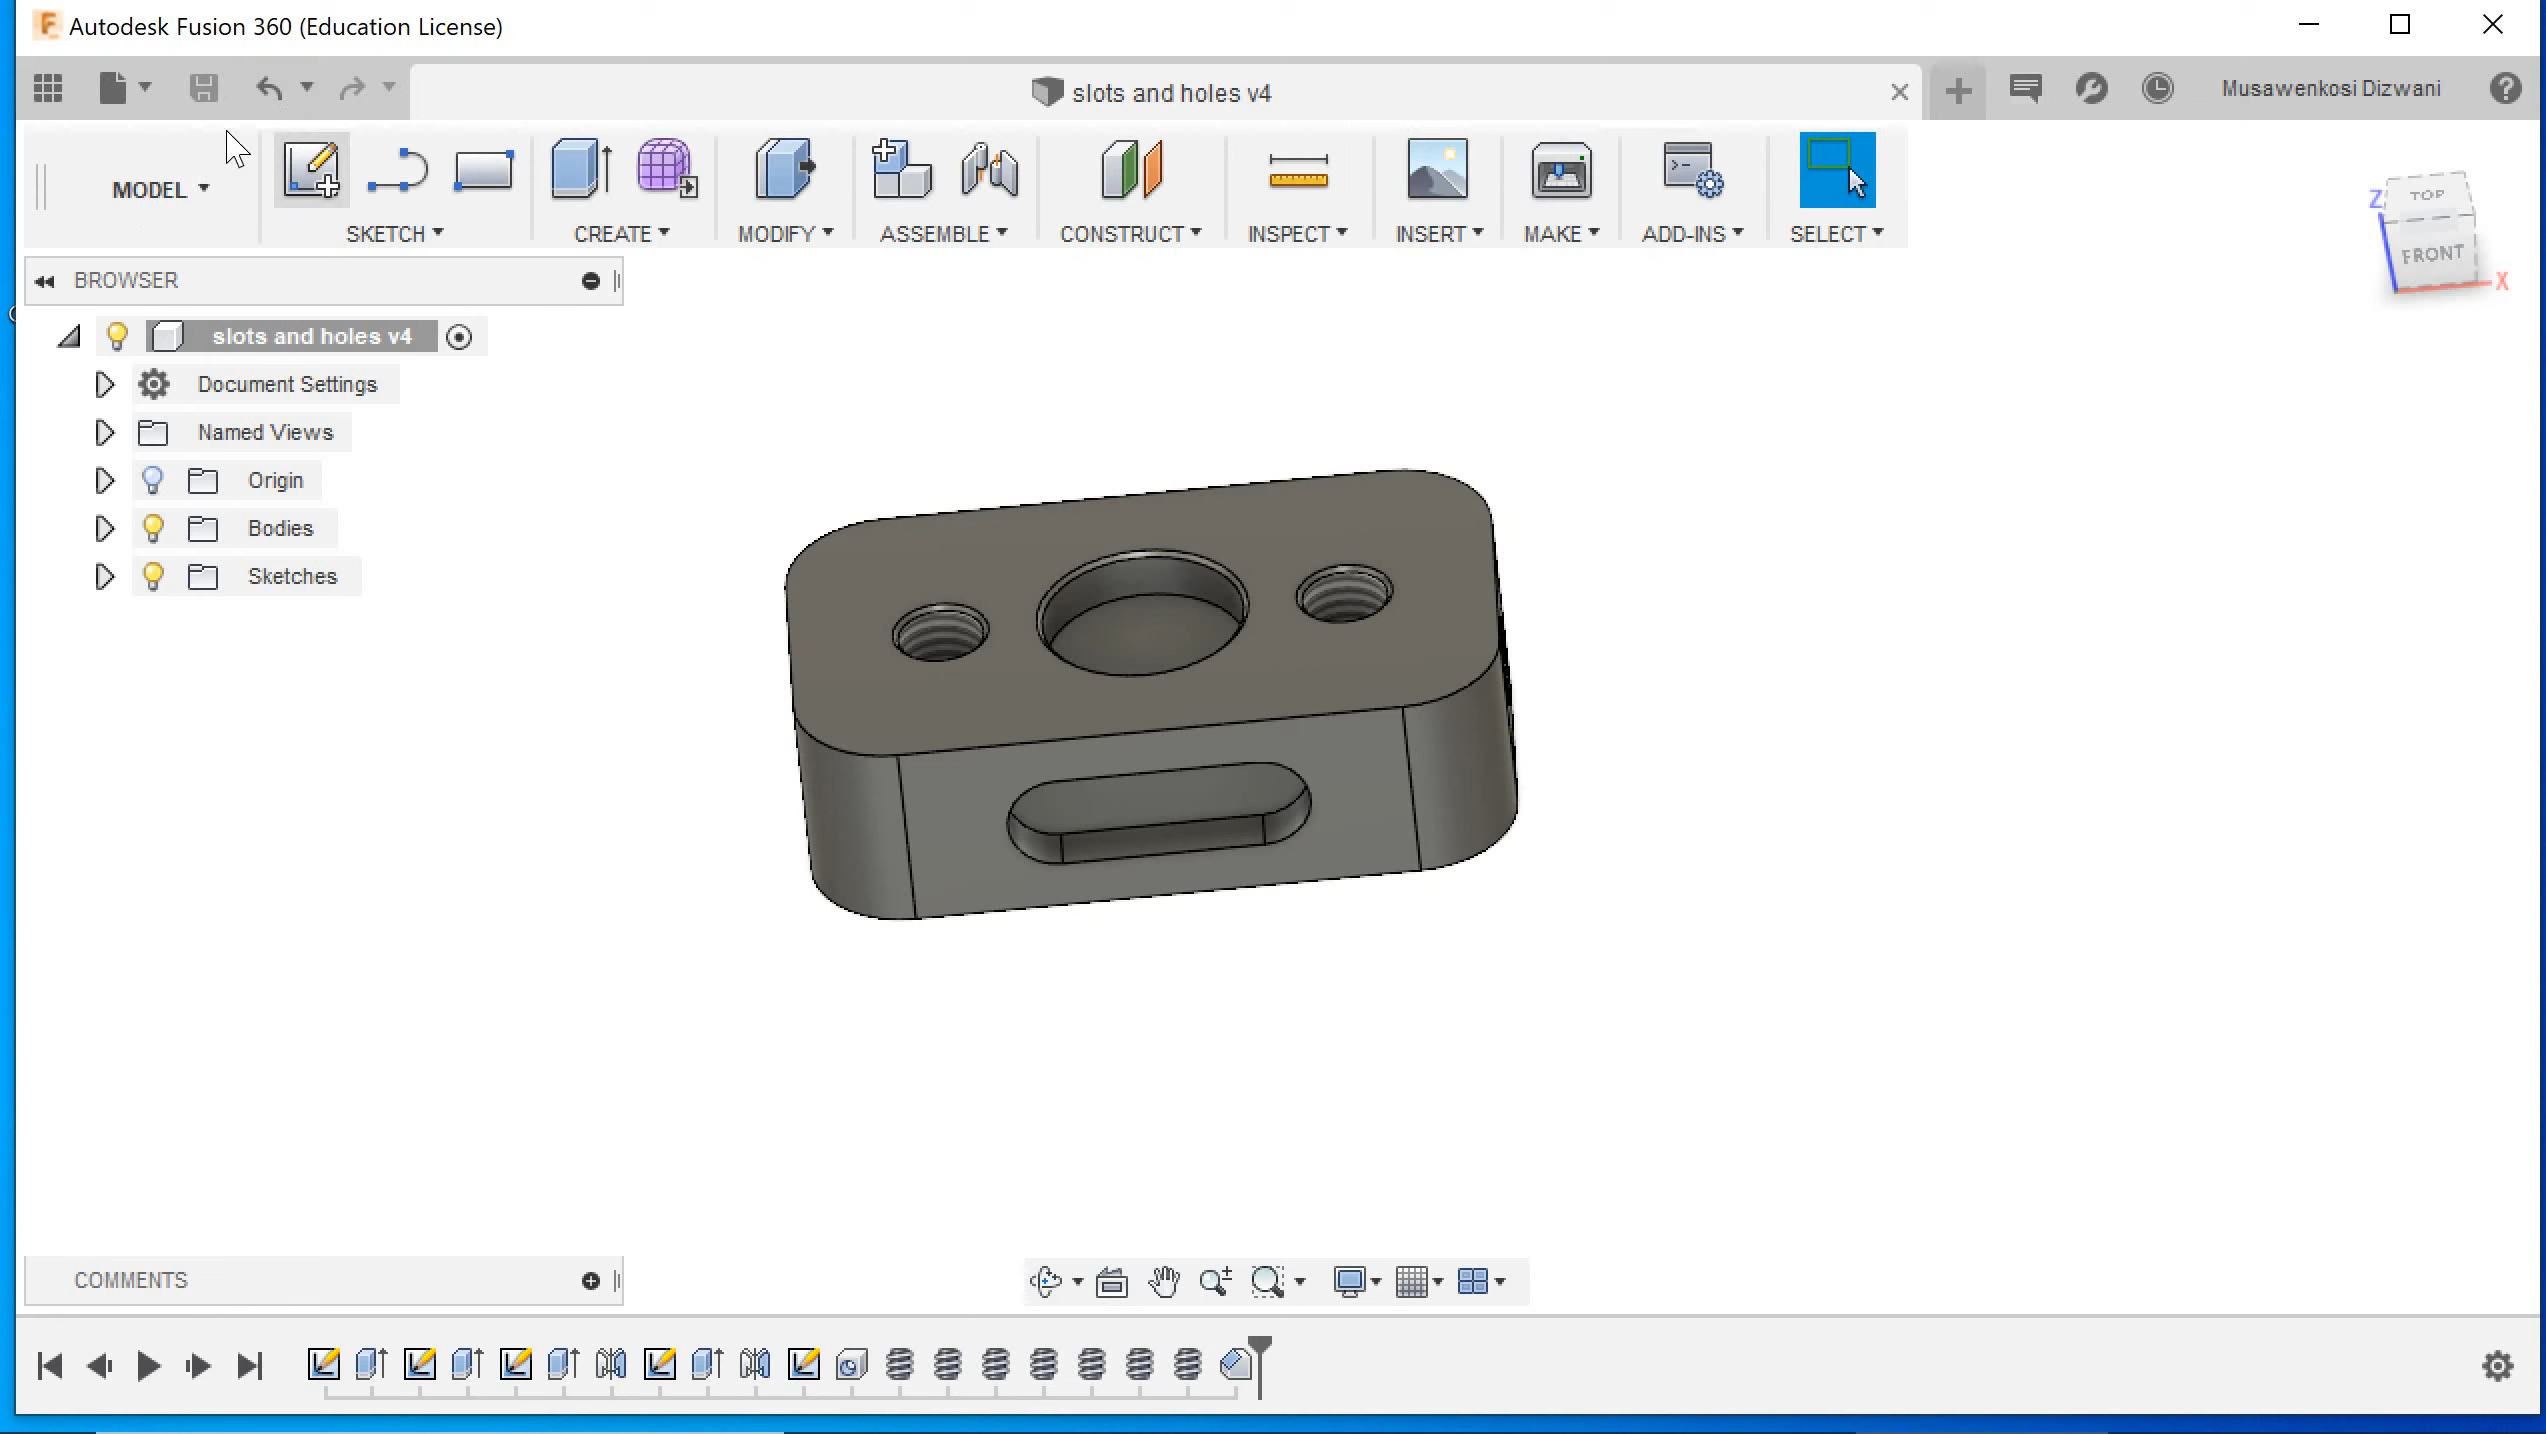 Autodesk Fusion 360 (Education License)
slots and holes v4
Musawenkosi Dizwani
MODEL
SKETCH
CREATE
MODIFY
ASSEMBLE
CONSTRUCT
INSPECT
INSERT
MAKE
ADD-INS
SELECT
TOP
Z
FRONT
X
BROWSER
slots and holes v4
Document Settings
Named Views
Origin
Bodies
Sketches
COMMENTS